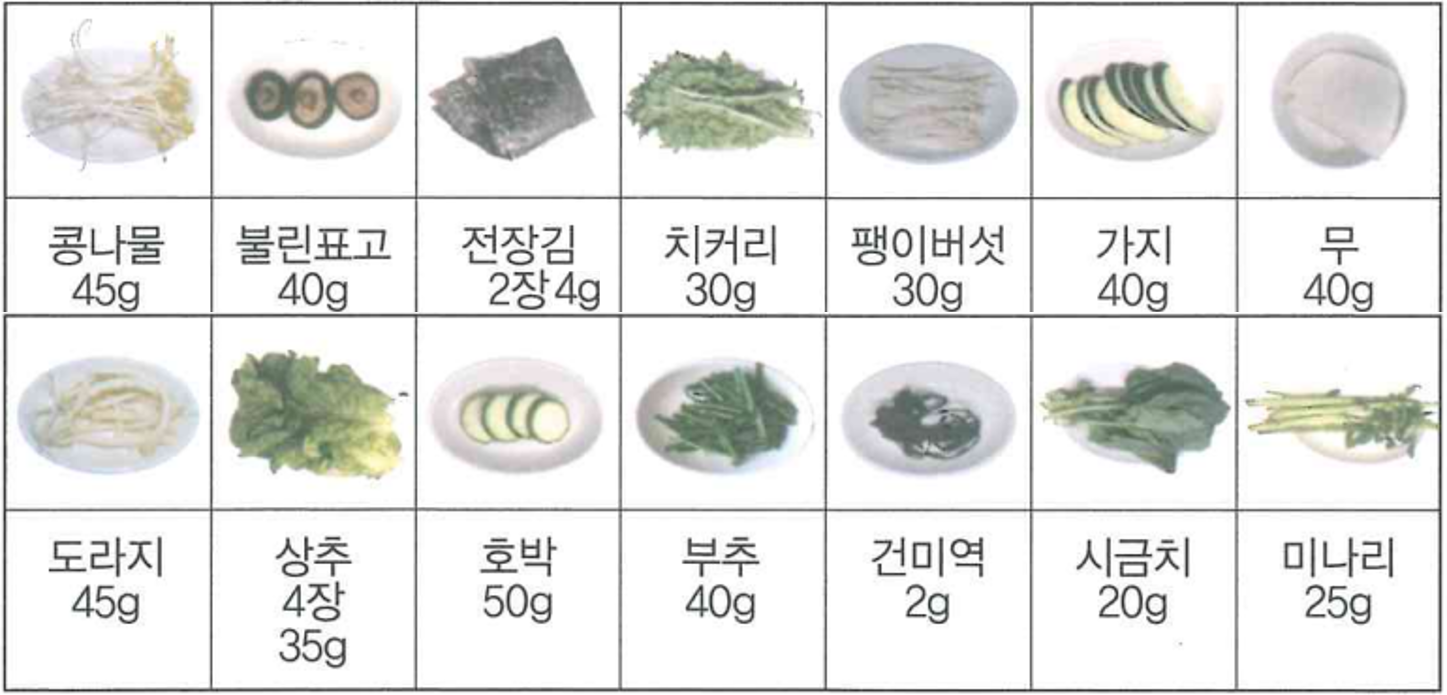 콩나물 불린표고 전장김 치커리 팽이버섯 가지 무
45g 40g 2장 4g 30g 30g 40g 40g
도라지 상추 호박 부추 건미역 시금치 미나리
45g 4장 50g 40g 2g 20g 25g
35g